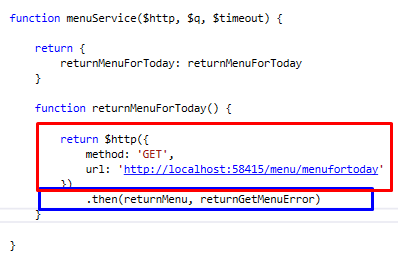 function menuService($http, $q, $timeout) {
return {
returnMenuForToday: returnMenuForToday
}
function returnMenuForToday() {
return $http({
method: 'GET',
url: 'http://localhost:58415/menu/menufortoday'
})
.then(returnMenu, returnGetMenuError)
}
}